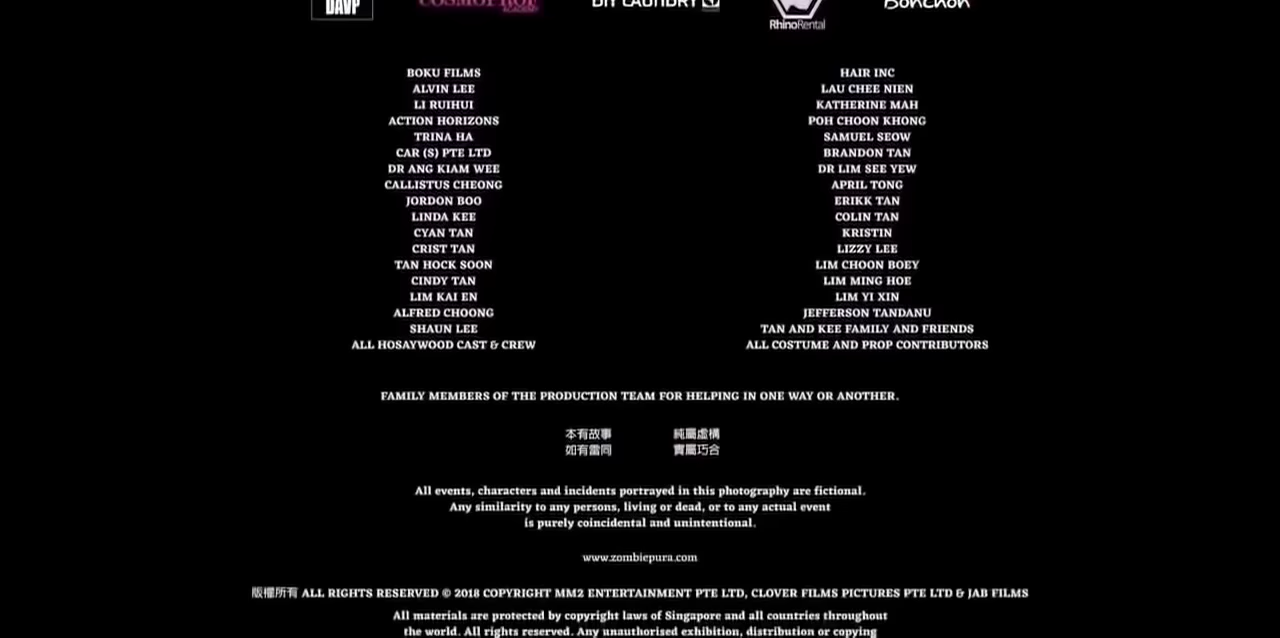 DAVP
COSMOPROF
DIY LAUNDRY
RhinoRental
Bonchon
BOKU FILMS
ALVIN LEE
LI RUIHUI
ACTION HORIZONS
TRINA HA
CAR (S) PTE LTD
DR ANG KIAM WEE
CALLISTUS CHEONG
JORDON BOO
LINDA KEE
CYAN TAN
CRIST TAN
TAN HOCK SOON
CINDY TAN
LIM KAI EN
ALFRED CHOONG
SHAUN LEE
ALL HOSAYWOOD CAST & CREW
HAIR INC
LAU CHEE NIEN
KATHERINE MAH
POH CHOON KHONG
SAMUEL SEOW
BRANDON TAN
DR LIM SEE YEW
APRIL TONG
ERIKK TAN
COLIN TAN
KRISTIN
LIZZY LEE
LIM CHOON BOEY
LIM MING HOE
LIM YI XIN
JEFFERSON TANDANU
TAN AND KEE FAMILY AND FRIENDS
ALL COSTUME AND PROP CONTRIBUTORS
FAMILY MEMBERS OF THE PRODUCTION TEAM FOR HELPING IN ONE WAY OR ANOTHER.
本有故事 純屬虛構
如有雷同 實屬巧合
All events, characters and incidents portrayed in this photography are fictional.
Any similarity to any persons, living or dead, or to any actual event
is purely coincidental and unintentional.
www.zombiepura.com
版權所有 ALL RIGHTS RESERVED © 2018 COPYRIGHT MM2 ENTERTAINMENT PTE LTD, CLOVER FILMS PICTURES PTE LTD & JAB FILMS
All materials are protected by copyright laws of Singapore and all countries throughout
the world. All rights reserved. Any unauthorised exhibition, distribution or copying